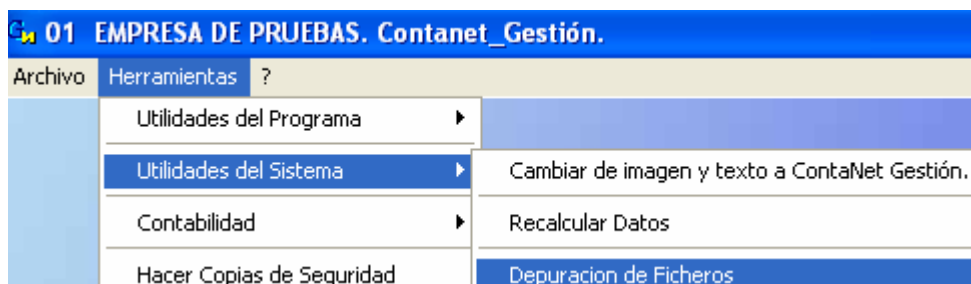 01 EMPRESA DE PRUEBAS. Contanet_Gestión.
Archivo Herramientas ?
Utilidades del Programa
Utilidades del Sistema
Cambiar de imagen y texto a ContaNet Gestión.
Contabilidad
Recalcular Datos
Hacer Copias de Seguridad
Depuracion de Ficheros